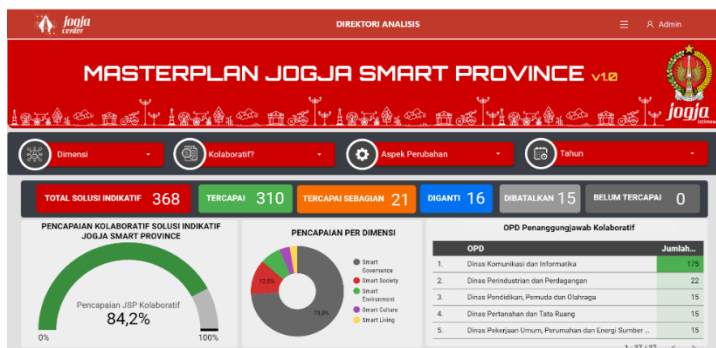 jogja
center
DIREKTORI ANALISIS
Admin
MASTERPLAN JOGJA SMART PROVINCE v1.0
jogja
Dimensi
Kolaboratif?
Aspek Perubahan
Tahun
TOTAL SOLUSI INDIKATIF 368
TERCAPAI 310
TERCAPAI SEBAGIAN 21
DIGANTI 16
DIBATALKAN 15
BELUM TERCAPAI 0
PENCAPAIAN KOLABORATIF SOLUSI INDIKATIF
JOGJA SMART PROVINCE
Pencapaian JSP Kolaboratif
84,2%
0%
100%
PENCAPAIAN PER DIMENSI
12,5%
73,9%
Smart
Governance
Smart Society
Smart
Environment
Smart Culture
Smart Living
OPD Penanggungjawab Kolaboratif
OPD Jumlah...
1. Dinas Komunikasi dan Informatika 175
2. Dinas Perindustrian dan Perdagangan 22
3. Dinas Pendidikan, Pemuda dan Olahraga 15
4. Dinas Pertanahan dan Tata Ruang 15
5. Dinas Pekerjaan Umum, Perumahan dan Energi Sumber ... 15